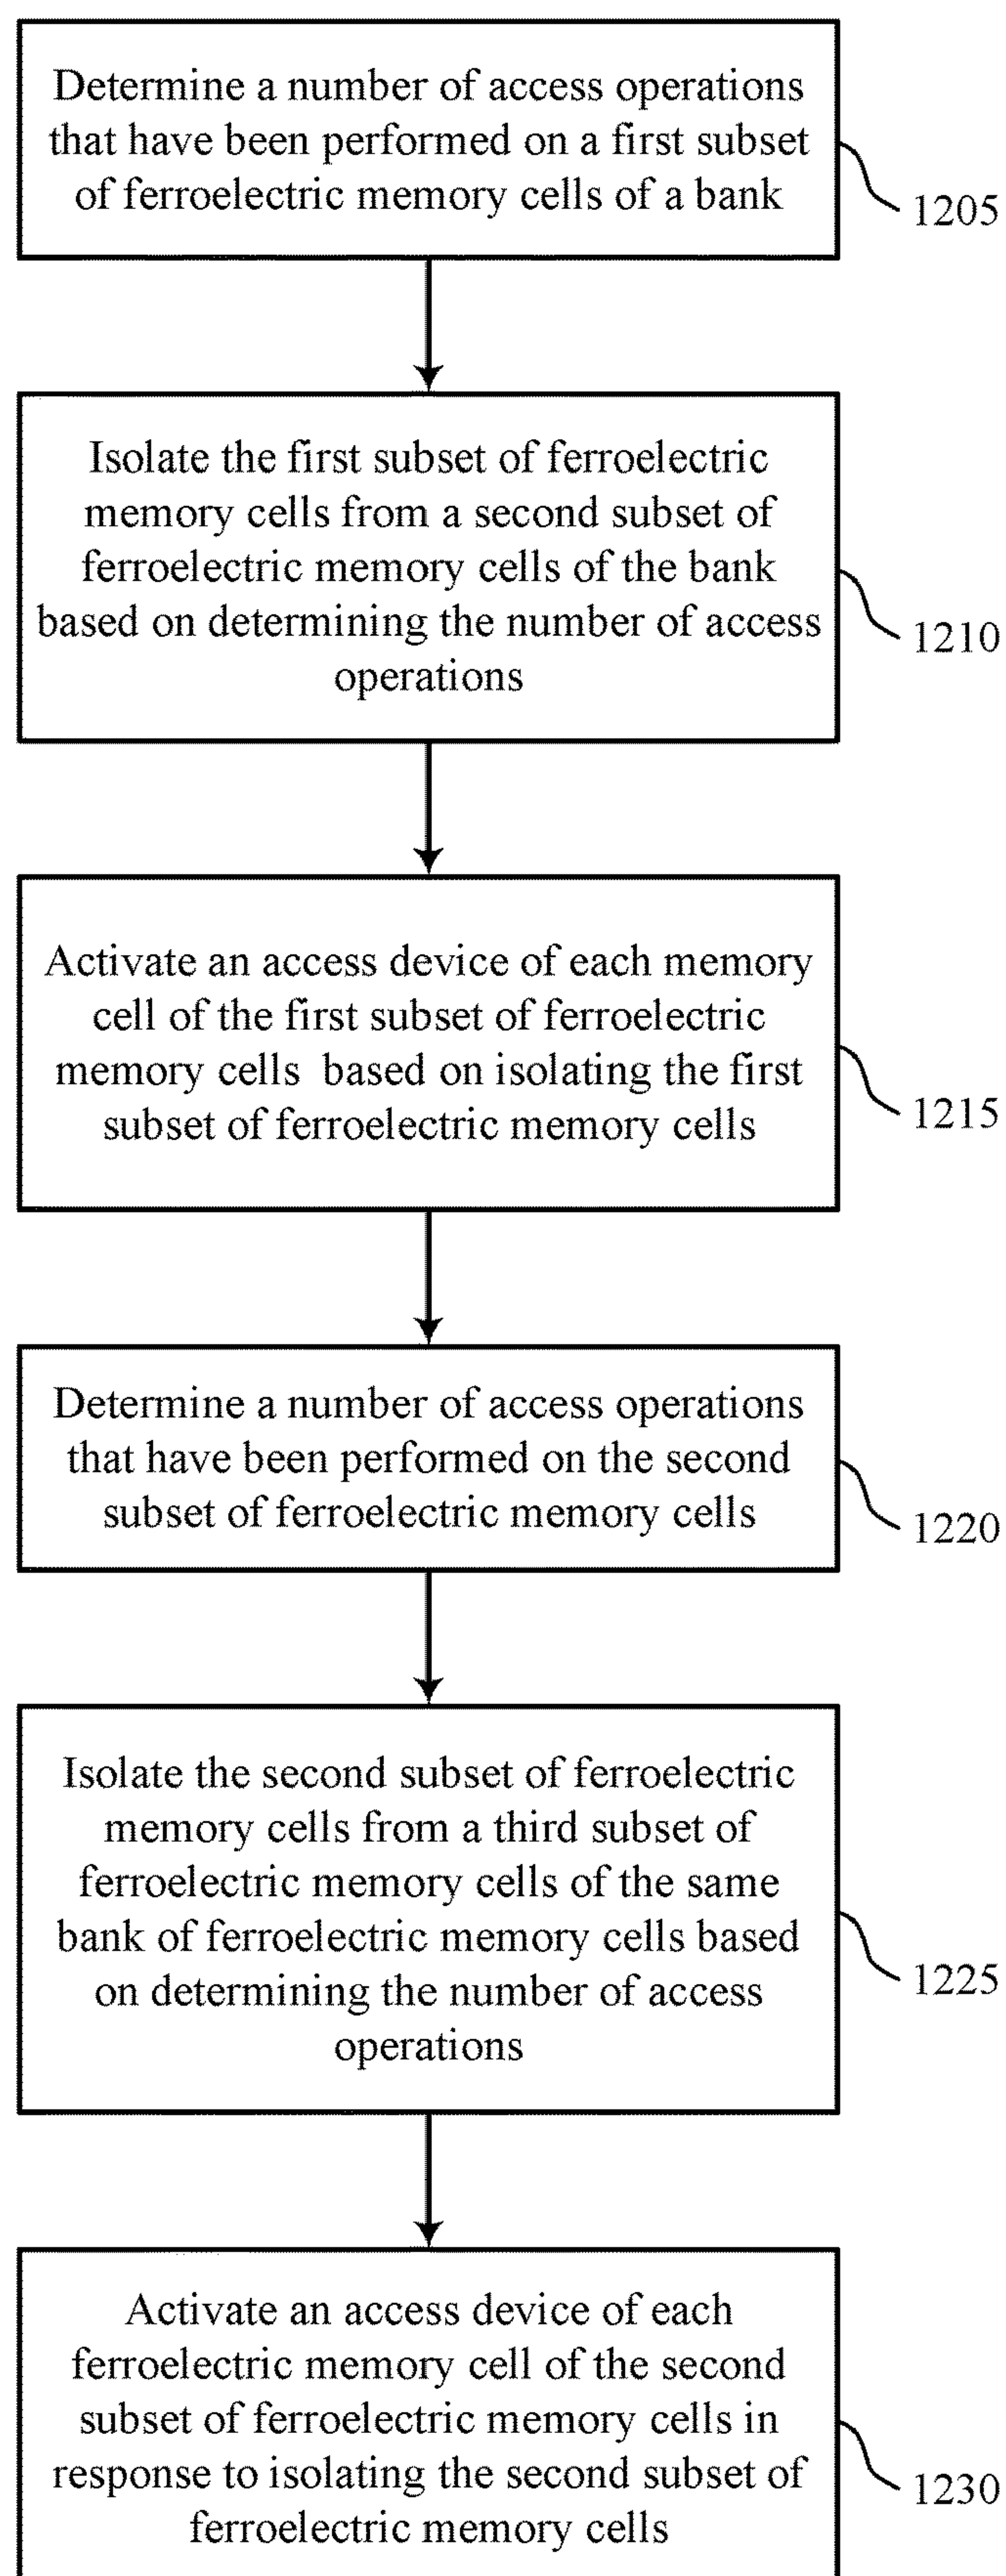 Determine a number of access operations
that have been performed on a first subset
of ferroelectric memory cells of a bank
1205
Isolate the first subset of ferroelectric
memory cells from a second subset of
ferroelectric memory cells of the bank
based on determining the number of access
operations
1210
Activate an access device of each memory
cell of the first subset of ferroelectric
memory cells based on isolating the first
subset of ferroelectric memory cells
1215
Determine a number of access operations
that have been performed on the second
subset of ferroelectric memory cells
1220
Isolate the second subset of ferroelectric
memory cells from a third subset of
ferroelectric memory cells of the same
bank of ferroelectric memory cells based
on determining the number of access
operations
1225
Activate an access device of each
ferroelectric memory cell of the second
subset of ferroelectric memory cells in
response to isolating the second subset of
ferroelectric memory cells
1230